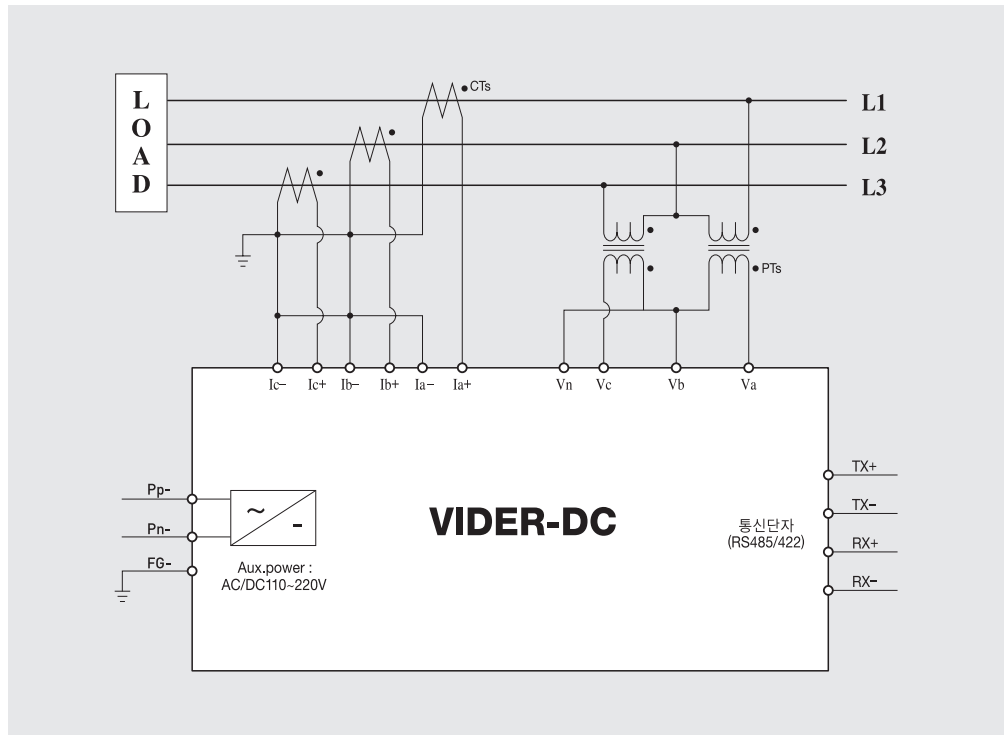 CTs
LOAD
L1
L2
L3
PTs
Ic- Ic+ Ib- Ib+ Ia- Ia+ Vn Vc Vb Va
Pp-
Pn-
FG-
~
-
Aux.power :
AC/DC110~220V
VIDER-DC
통신단자
(RS485/422)
TX+
TX-
RX+
RX-